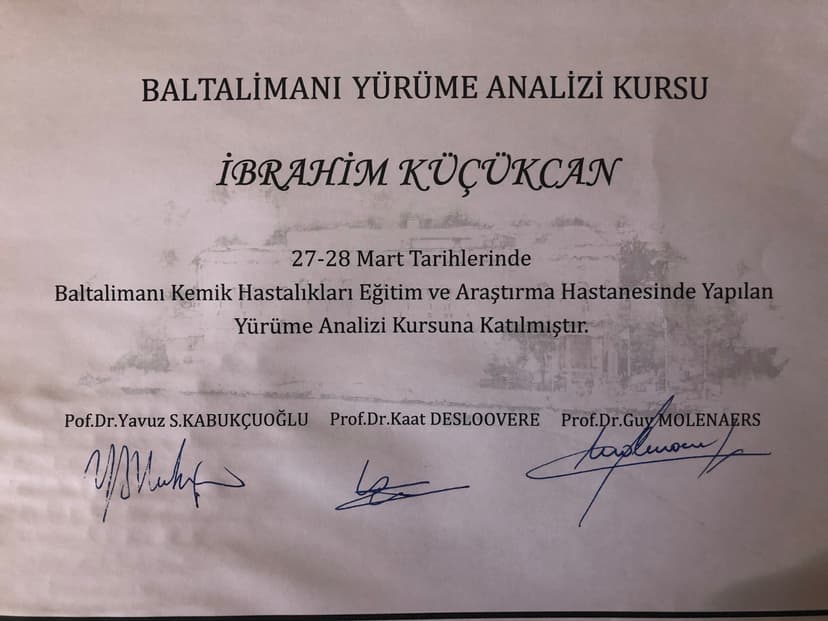 BALTALİMANI YÜRÜME ANALİZİ KURSU
İBRAHİM KÜÇÜKCAN
27-28 Mart Tarihlerinde
Baltalimanı Kemik Hastalıkları Eğitim ve Araştırma Hastanesinde Yapılan
Yürüme Analizi Kursuna Katılmıştır.
Pof.Dr.Yavuz S.KABUKÇUOĞLU Prof.Dr.Kaat DESLOOVERE Prof.Dr.Guy MOLENAERS